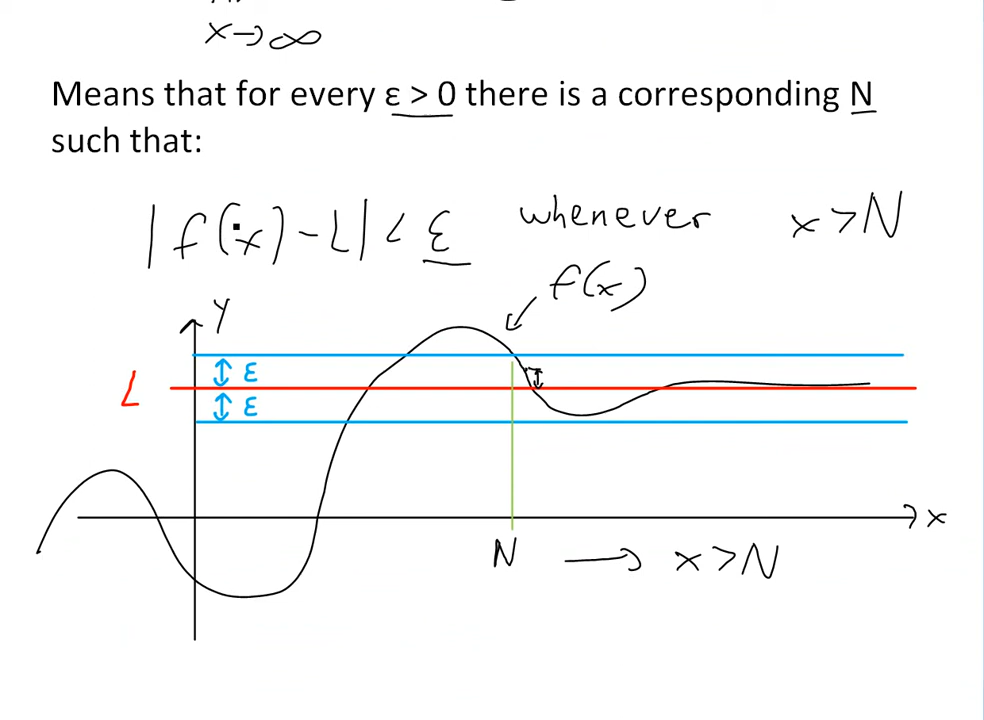 x→∞
Means that for every ε > 0 there is a corresponding N
such that:
|f(x)-L| < ε whenever x>N
f(x)
y
ε
L
ε
x
N → x>N